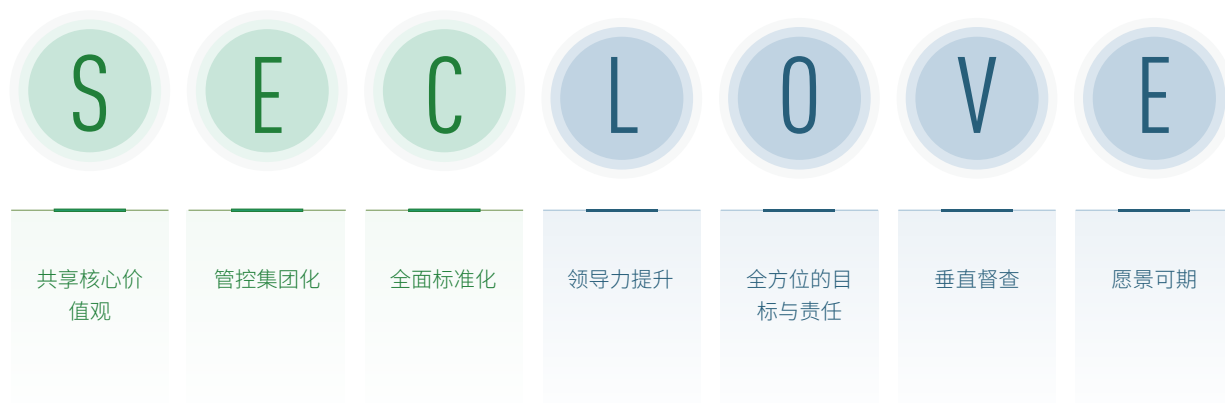 S E C L O V E
共享核心价
值观
管控集团化
全面标准化
领导力提升
全方位的目
标与责任
垂直督查
愿景可期